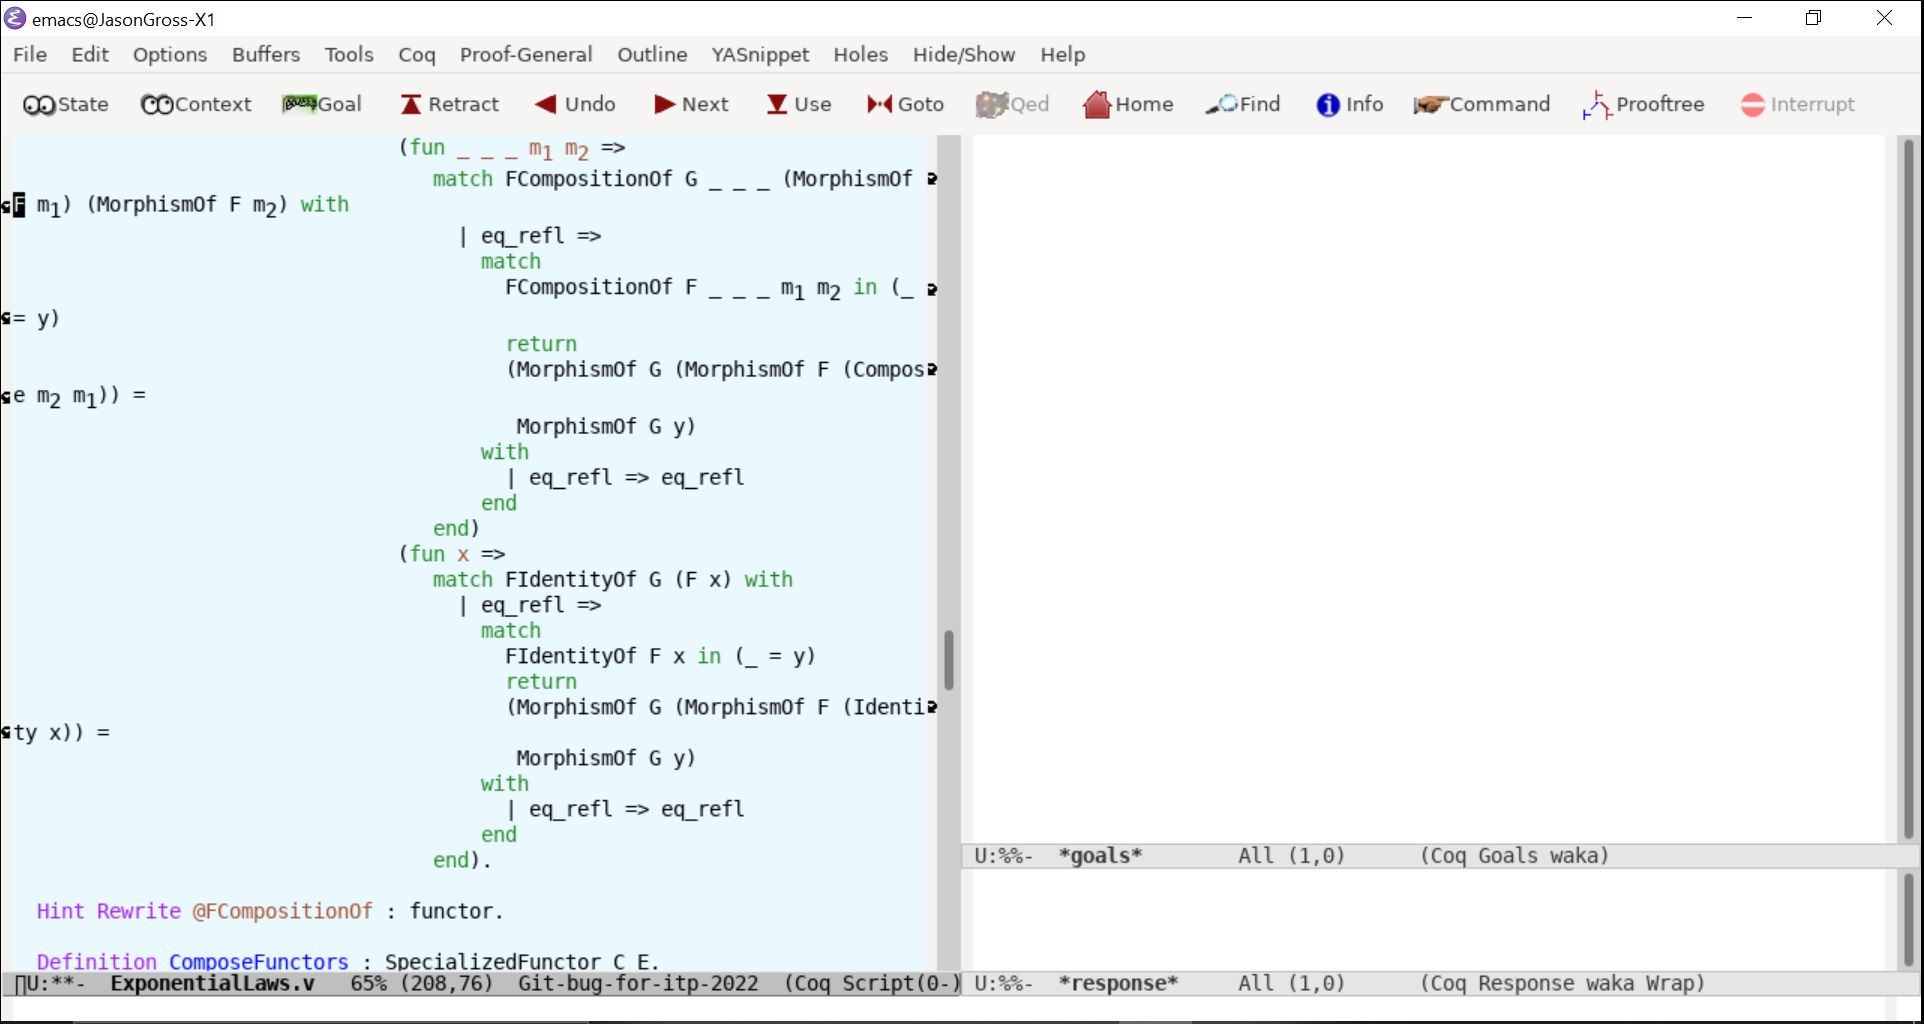 emacs@JasonGross-X1
File Edit Options Buffers Tools Coq Proof-General Outline YASnippet Holes Hide/Show Help
State Context Goal Retract Undo Next Use Goto Qed Home Find Info Command Prooftree Interrupt
(fun _ _ _ m1 m2 =>
match FCompositionOf G _ _ _ (MorphismOf
F m1) (MorphismOf F m2) with
| eq_refl =>
match
FCompositionOf F _ _ _ m1 m2 in (_
= y)
return
(MorphismOf G (MorphismOf F (Compos
e m2 m1)) =
MorphismOf G y)
with
| eq_refl => eq_refl
end
end)
(fun x =>
match FIdentityOf G (F x) with
| eq_refl =>
match
FIdentityOf F x in (_ = y)
return
(MorphismOf G (MorphismOf F (Identi
ty x)) =
MorphismOf G y)
with
| eq_refl => eq_refl
end
end).
Hint Rewrite @FCompositionOf : functor.
Definition ComposeFunctors : SpecializedFunctor C E.
U:**- ExponentialLaws.v 65% (208,76) Git-bug-for-itp-2022 (Coq Script(0-)
U:%%- *goals* All (1,0) (Coq Goals waka)
U:%%- *response* All (1,0) (Coq Response waka Wrap)